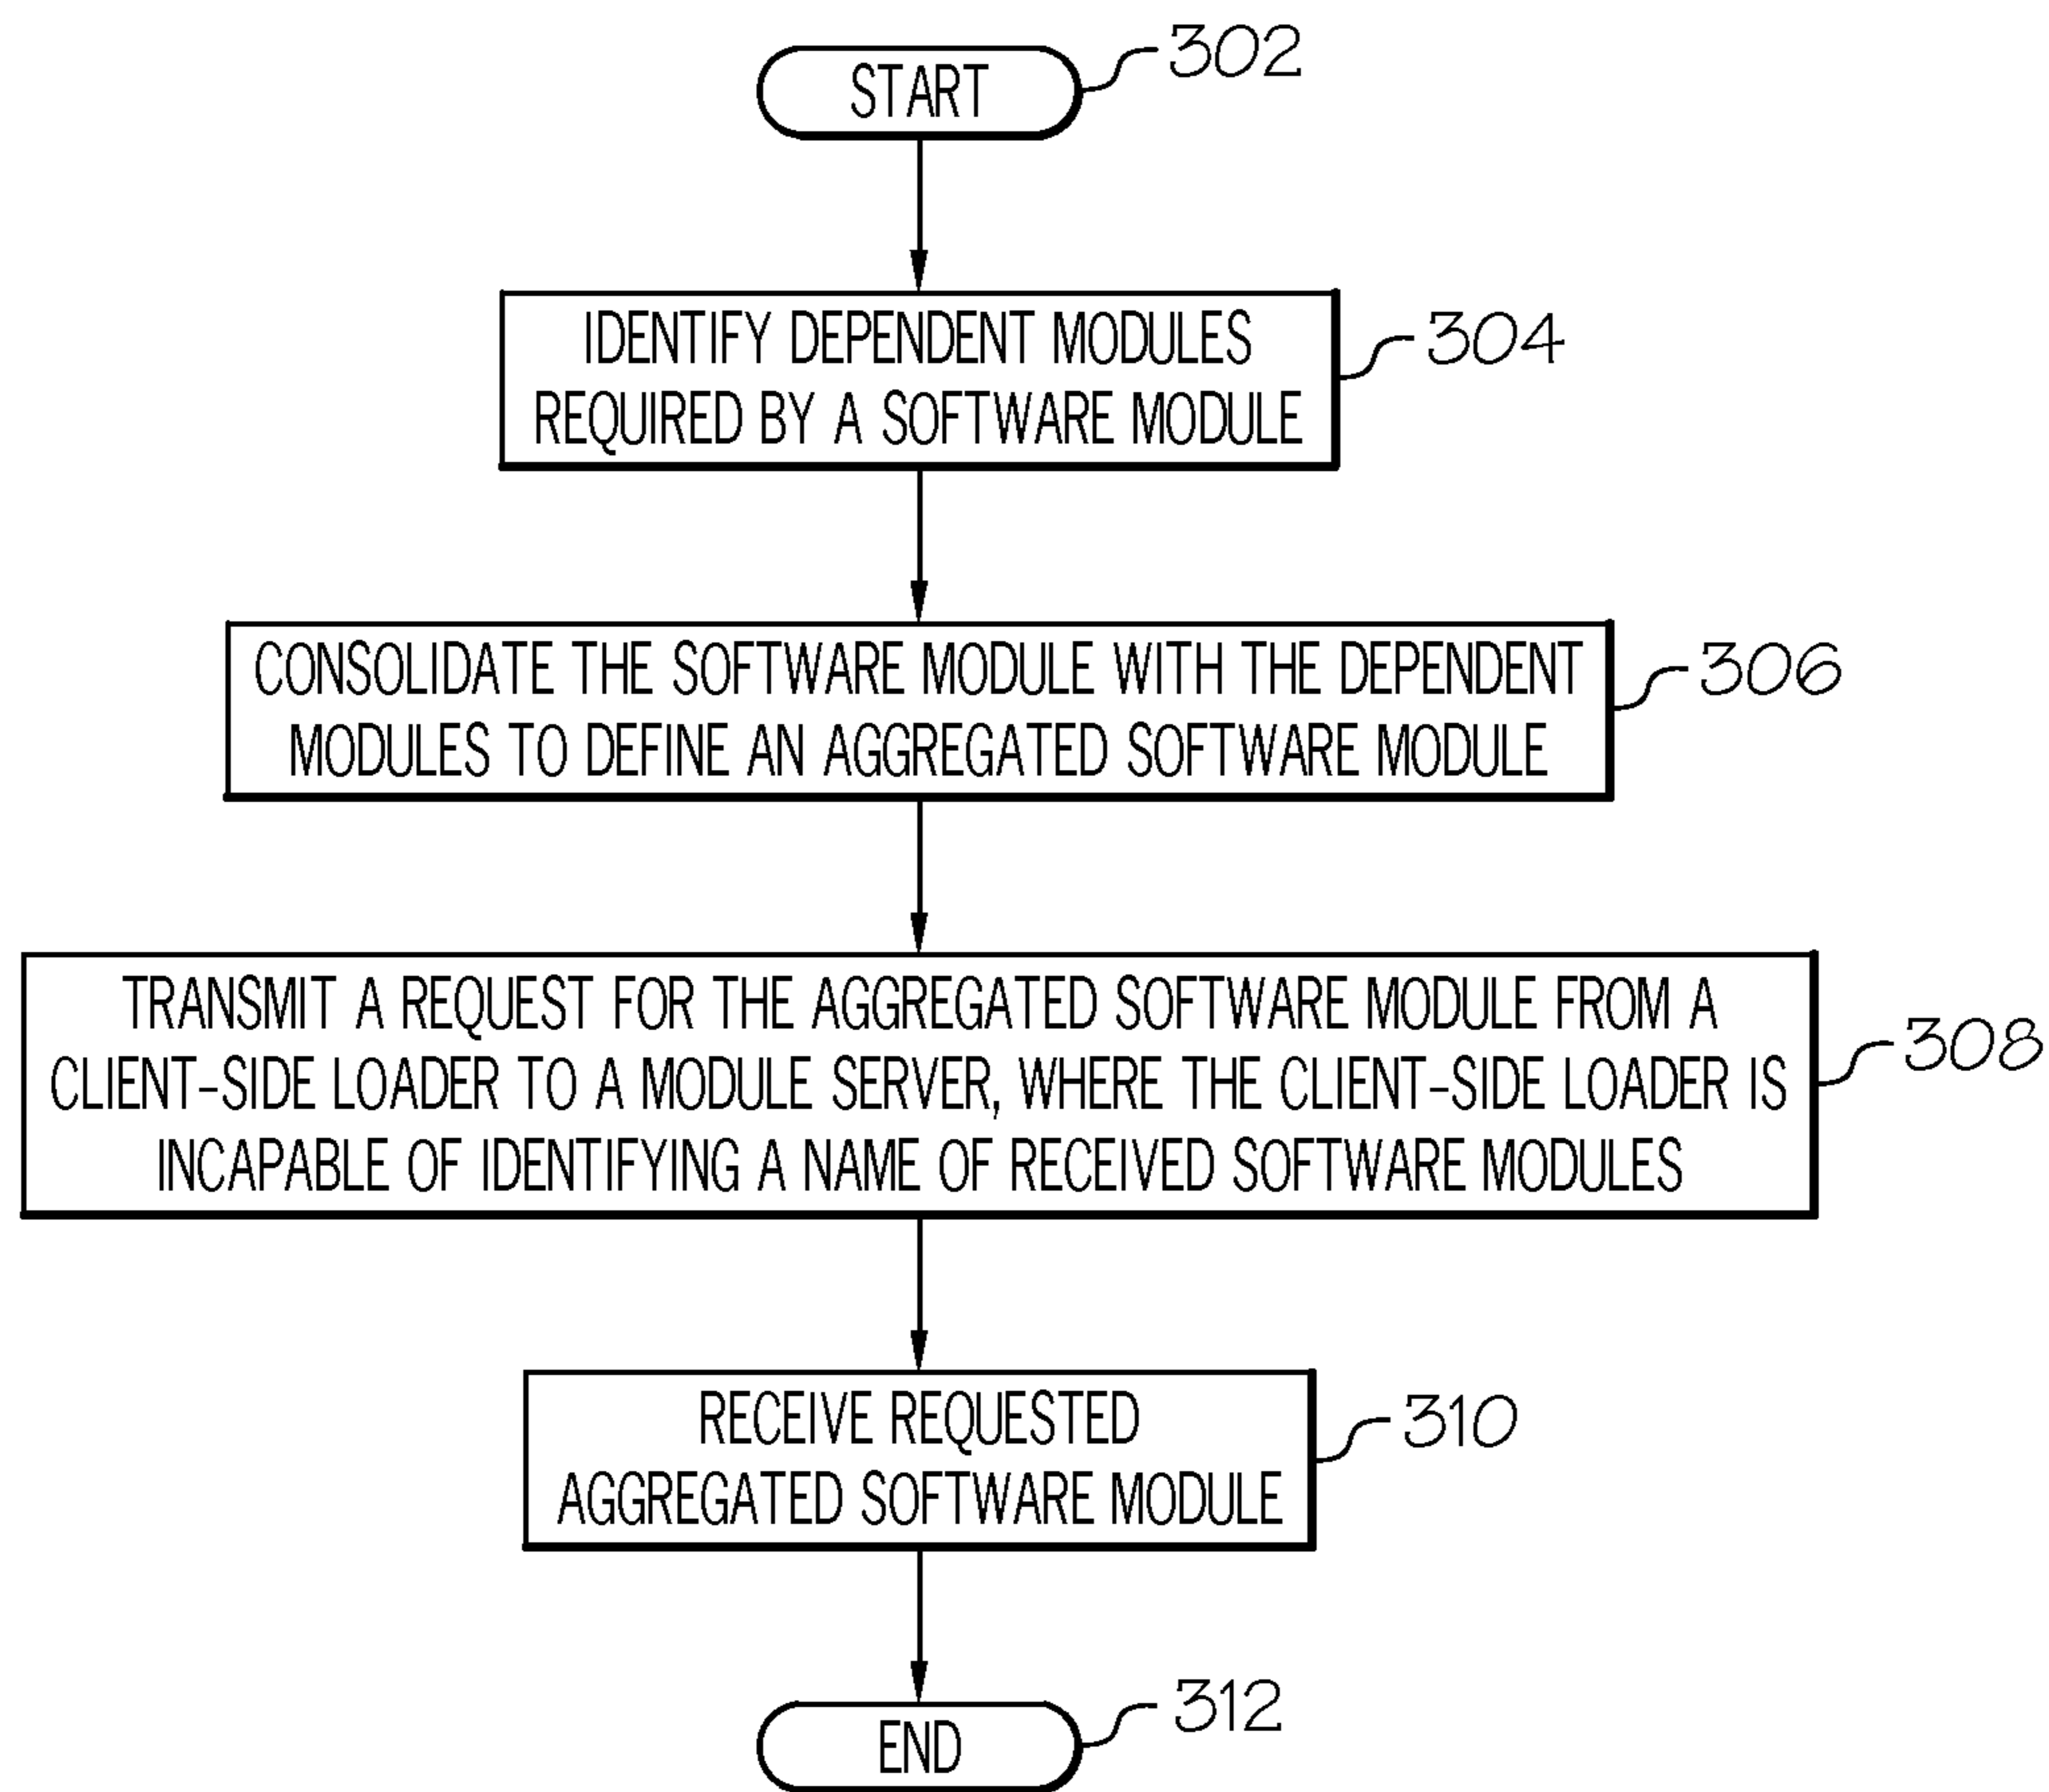 START
302
IDENTIFY DEPENDENT MODULES
REQUIRED BY A SOFTWARE MODULE
304
CONSOLIDATE THE SOFTWARE MODULE WITH THE DEPENDENT
MODULES TO DEFINE AN AGGREGATED SOFTWARE MODULE
306
TRANSMIT A REQUEST FOR THE AGGREGATED SOFTWARE MODULE FROM A
CLIENT-SIDE LOADER TO A MODULE SERVER, WHERE THE CLIENT-SIDE LOADER IS
INCAPABLE OF IDENTIFYING A NAME OF RECEIVED SOFTWARE MODULES
308
RECEIVE REQUESTED
AGGREGATED SOFTWARE MODULE
310
END
312